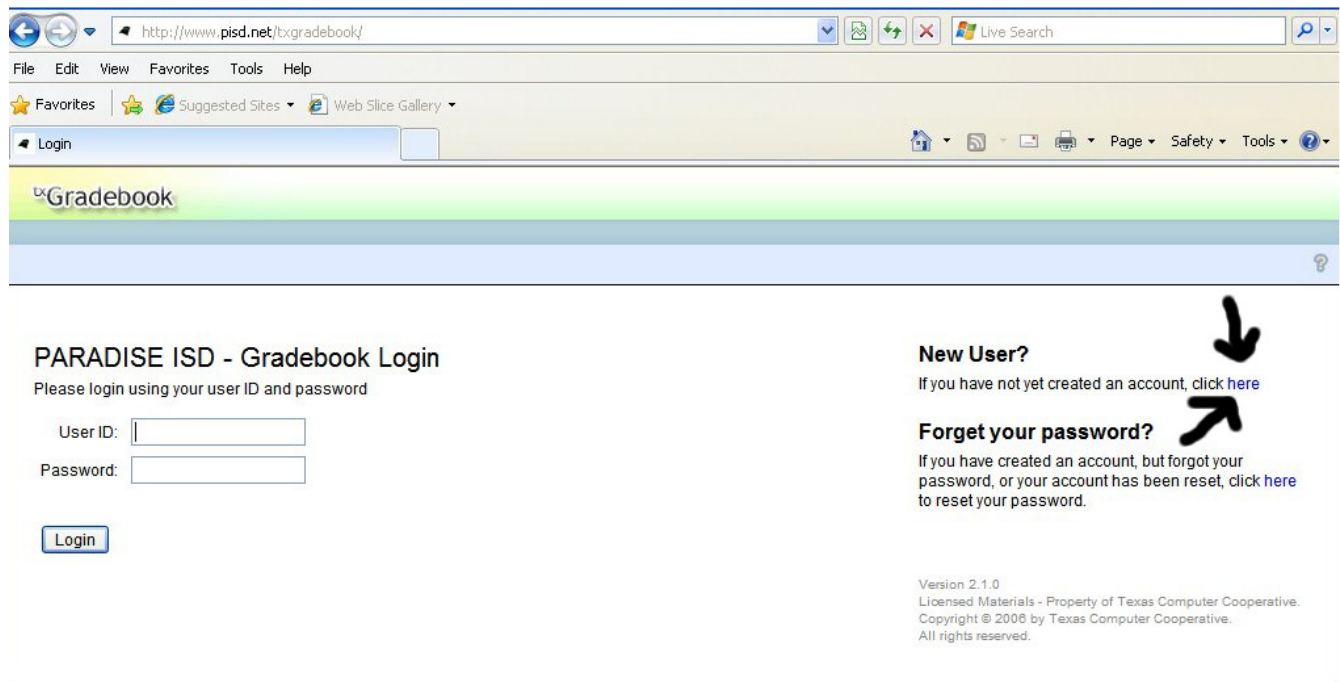 http://www.pisd.net/txgradebook/
Live Search
File Edit View Favorites Tools Help
Favorites Suggested Sites Web Slice Gallery
Login
Page Safety Tools
txGradebook
PARADISE ISD - Gradebook Login
Please login using your user ID and password
User ID:
Password:
Login
New User?
If you have not yet created an account, click here
Forget your password?
If you have created an account, but forgot your
password, or your account has been reset, click here
to reset your password.
Version 2.1.0
Licensed Materials - Property of Texas Computer Cooperative.
Copyright © 2006 by Texas Computer Cooperative.
All rights reserved.